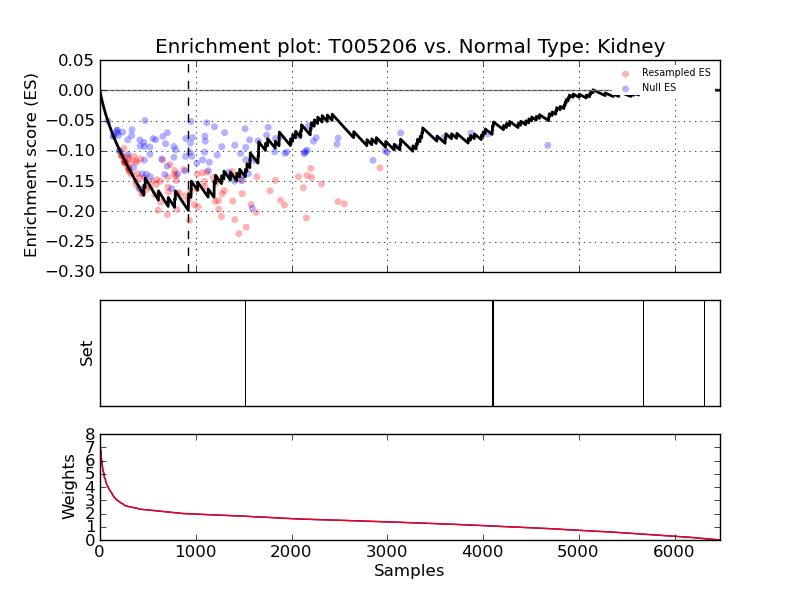 Enrichment plot: T005206 vs. Normal Type: Kidney
Enrichment score (ES)
0.05
0.00
−0.05
−0.10
−0.15
−0.20
−0.25
−0.30
Resampled ES
Null ES
Set
Weights
8
7
6
5
4
3
2
1
0
0 1000 2000 3000 4000 5000 6000
Samples